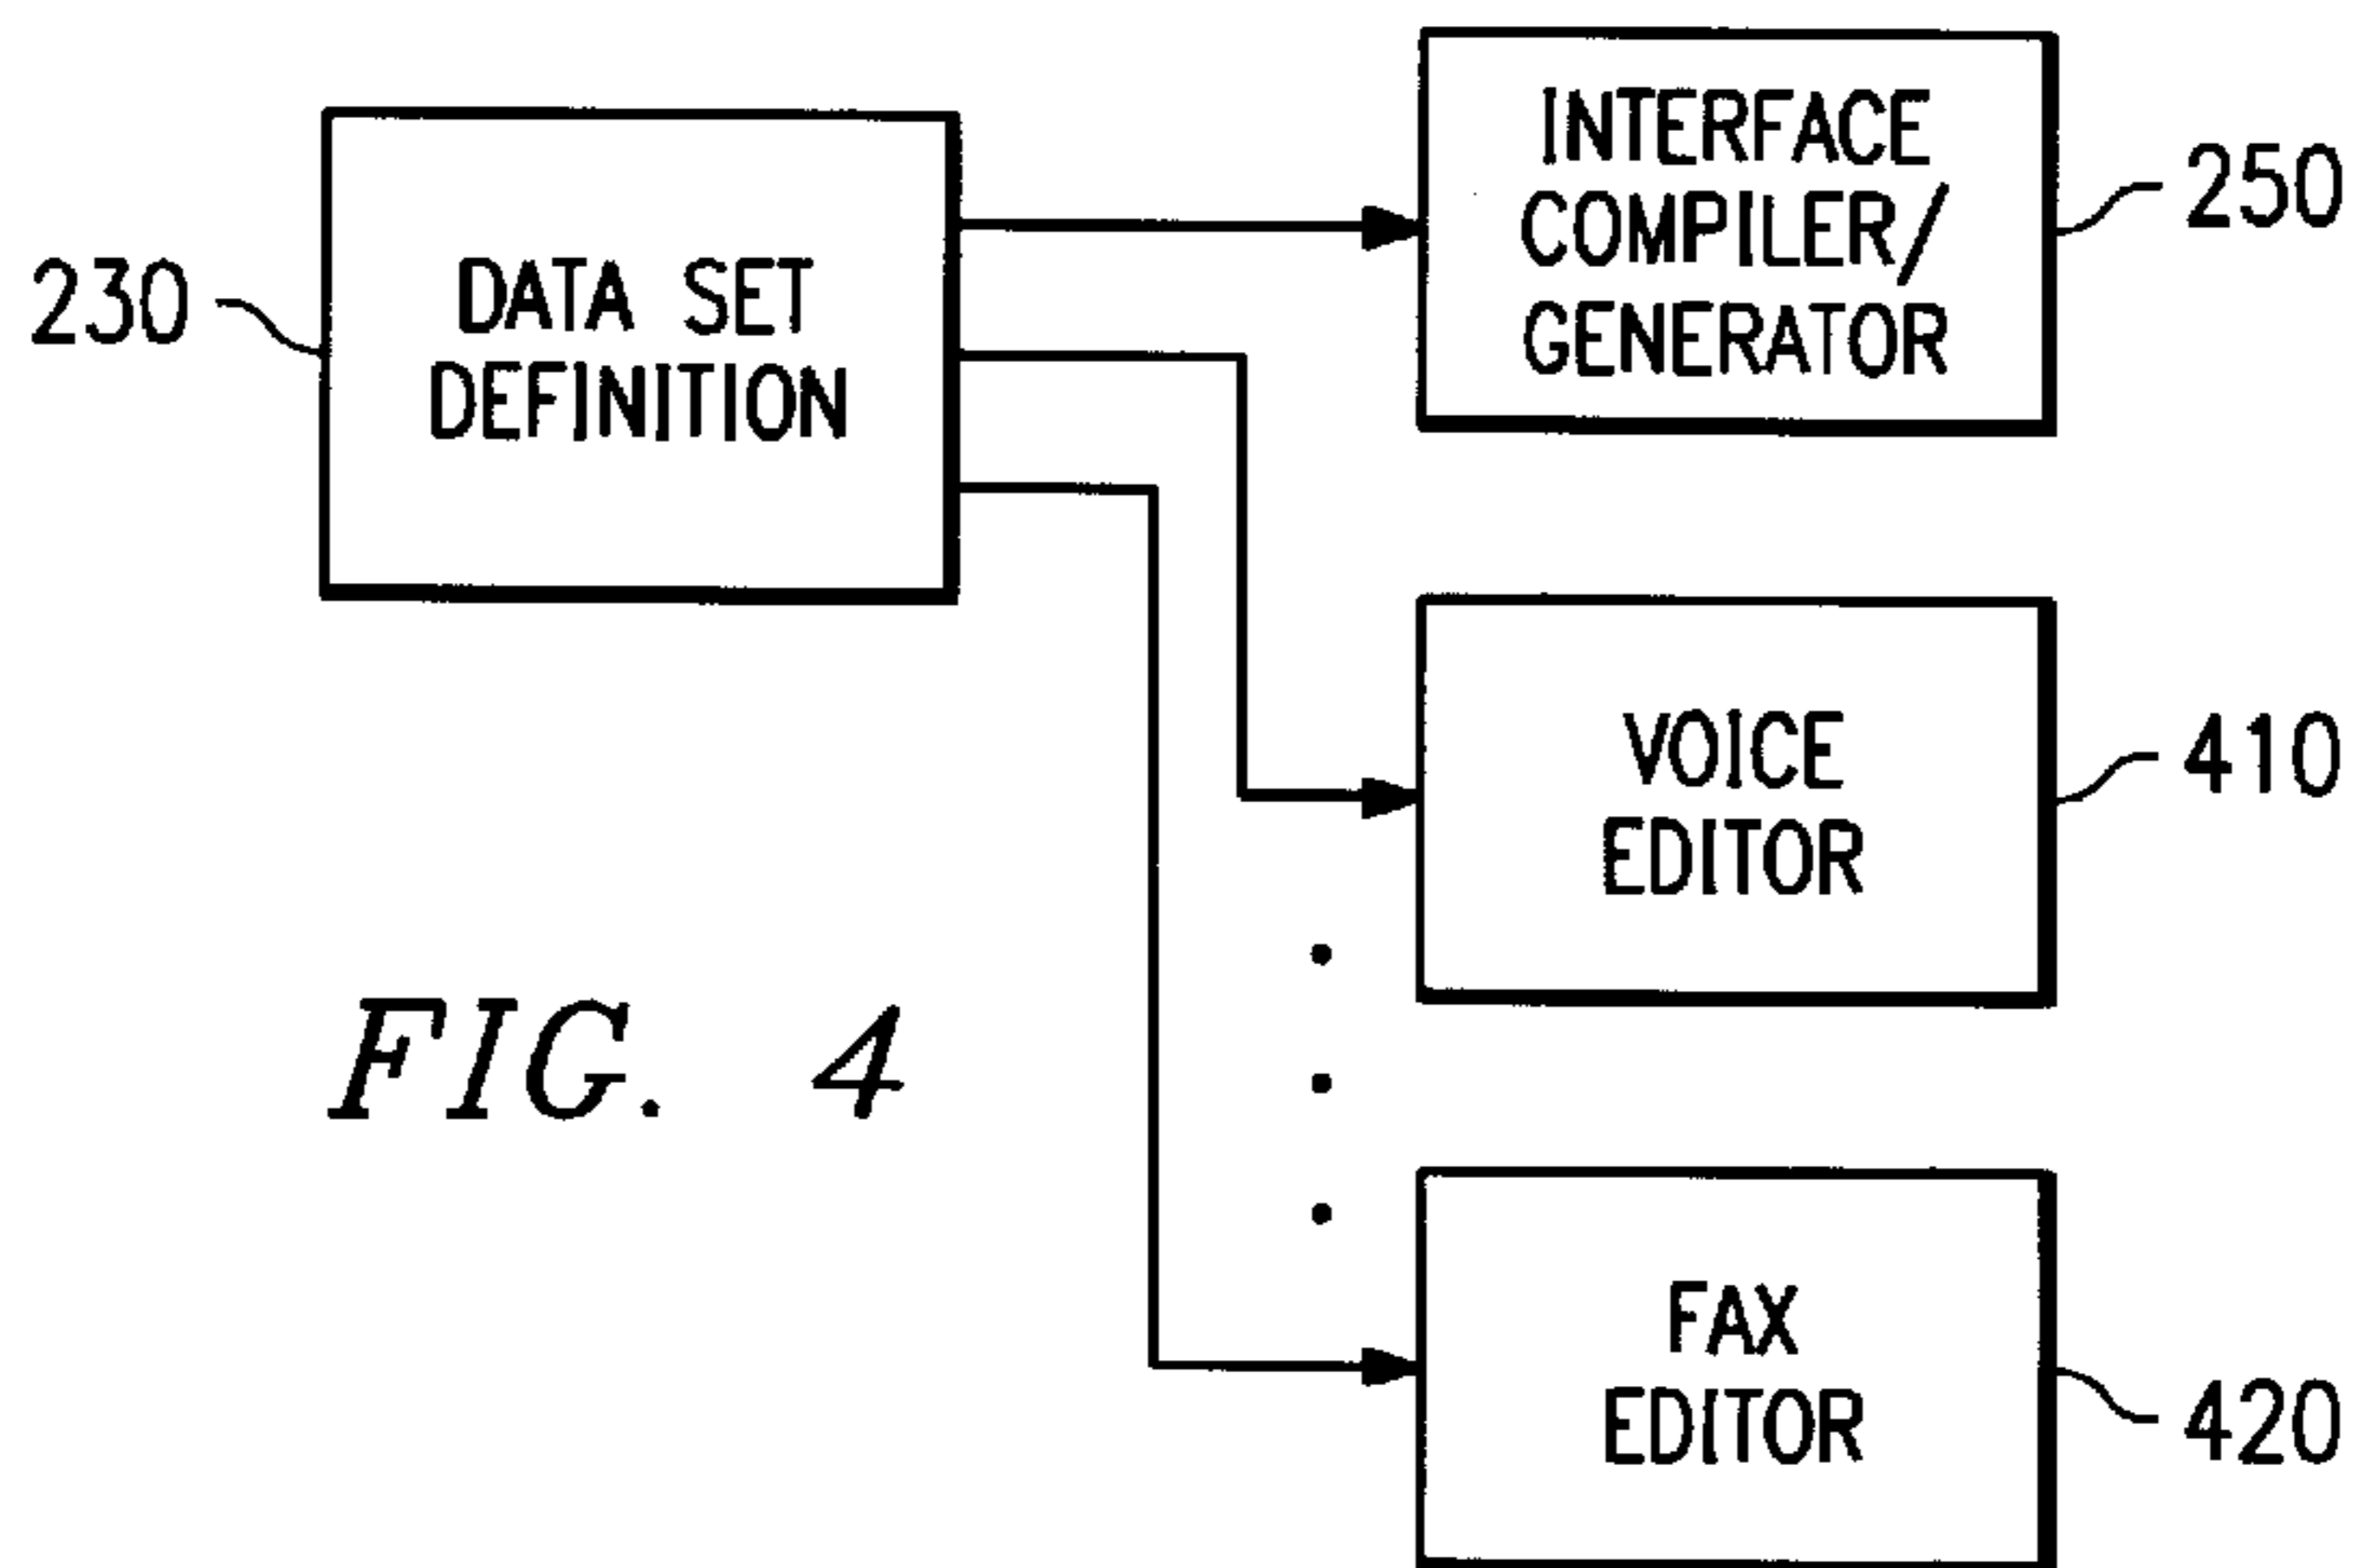 INTERFACE
COMPILER/
GENERATOR
250
DATA SET
DEFINITION
230
VOICE
EDITOR
410
FIG. 4
FAX
EDITOR
420